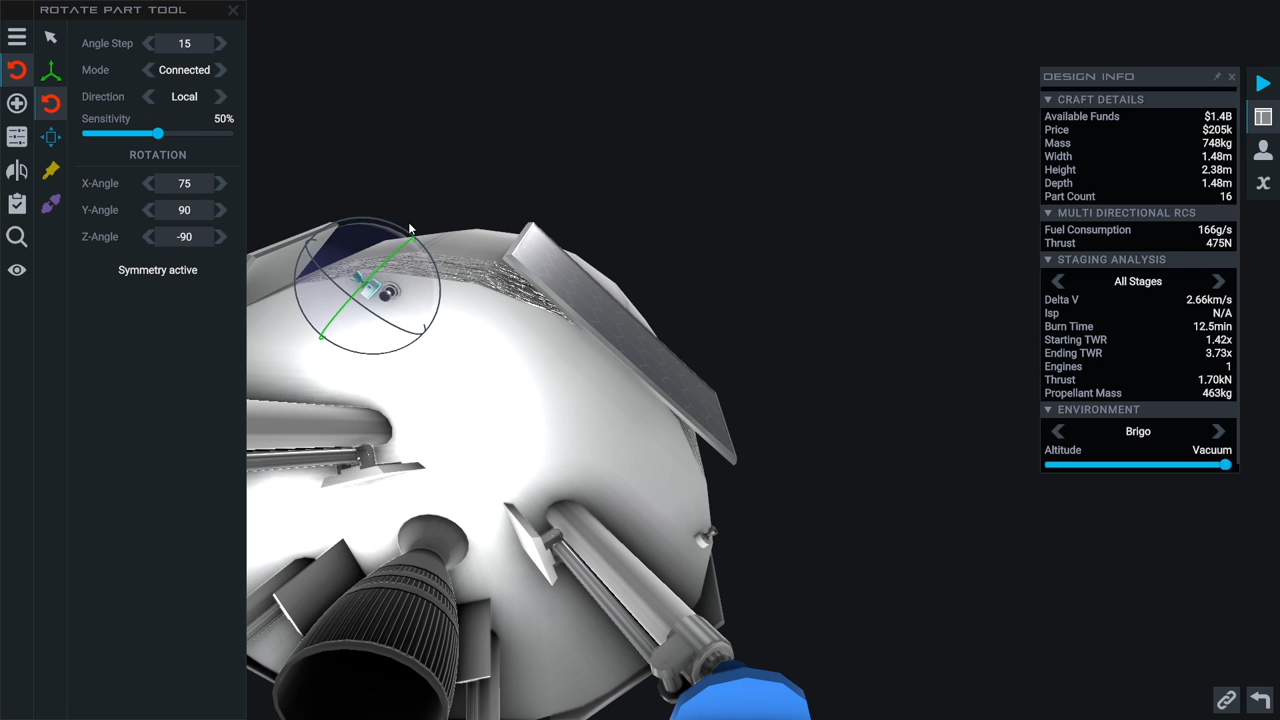 ROTATE PART TOOL
Angle Step 15
Mode Connected
Direction Local
Sensitivity 50%
ROTATION
X-Angle 75
Y-Angle 90
Z-Angle -90
Symmetry active
DESIGN INFO
CRAFT DETAILS
Available Funds $1.4B
Price $205k
Mass 748kg
Width 1.48m
Height 2.38m
Depth 1.48m
Part Count 16
MULTI DIRECTIONAL RCS
Fuel Consumption 166g/s
Thrust 475N
STAGING ANALYSIS
All Stages
Delta V 2.66km/s
Isp N/A
Burn Time 12.5min
Starting TWR 1.42x
Ending TWR 3.73x
Engines 1
Thrust 1.70kN
Propellant Mass 463kg
ENVIRONMENT
Brigo
Altitude Vacuum
x